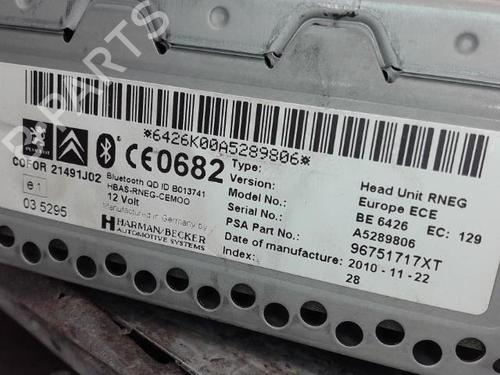 B-PARTS
*6426K00A5289806*
PEUGEOT
CE0682
COFOR 21491J02
Bluetooth QD ID B013741
HBAS-RNEG-CEMOO
12 Volt
e1
03 5295
Manufactured in Germany by
HARMAN/BECKER
AUTOMOTIVE SYSTEMS
Type: Head Unit RNEG
Version: Europe ECE
Model No.: BE 6426 EC: 129
Serial No.: A5289806
PSA Part No.: 96751717XT
Date of manufacture: 2010-11-22
Index: 28